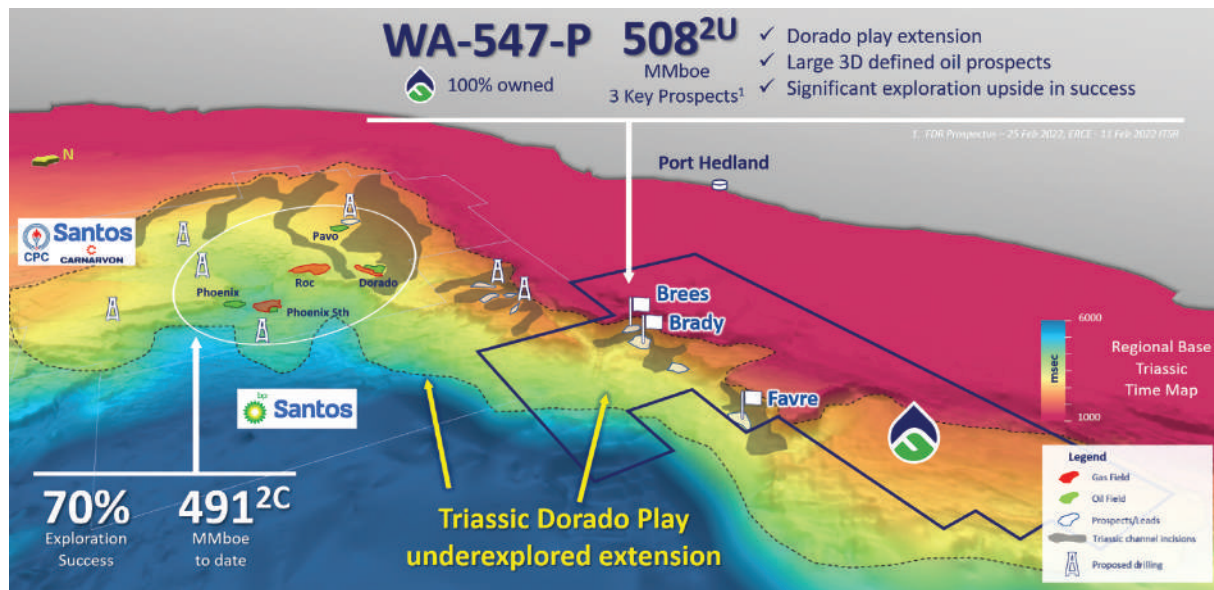 WA-547-P
100% owned
508²ᵁ
MMboe
3 Key Prospects¹
✓ Dorado play extension
✓ Large 3D defined oil prospects
✓ Significant exploration upside in success
1. FDR Prospectus – 25 Feb 2022; ERCE - 11 Feb 2022 ITSR
N
Port Hedland
Santos
CPC
CARNARVON
Pavo
Roc
Dorado
Phoenix
Phoenix Sth
Brees
Brady
Favre
bp
Santos
6000
msec
1000
Regional Base
Triassic
Time Map
70%
Exploration
Success
491²ᶜ
MMboe
to date
Triassic Dorado Play
underexplored extension
Legend
Gas Field
Oil Field
Prospects/Leads
Triassic channel incisions
Proposed drilling